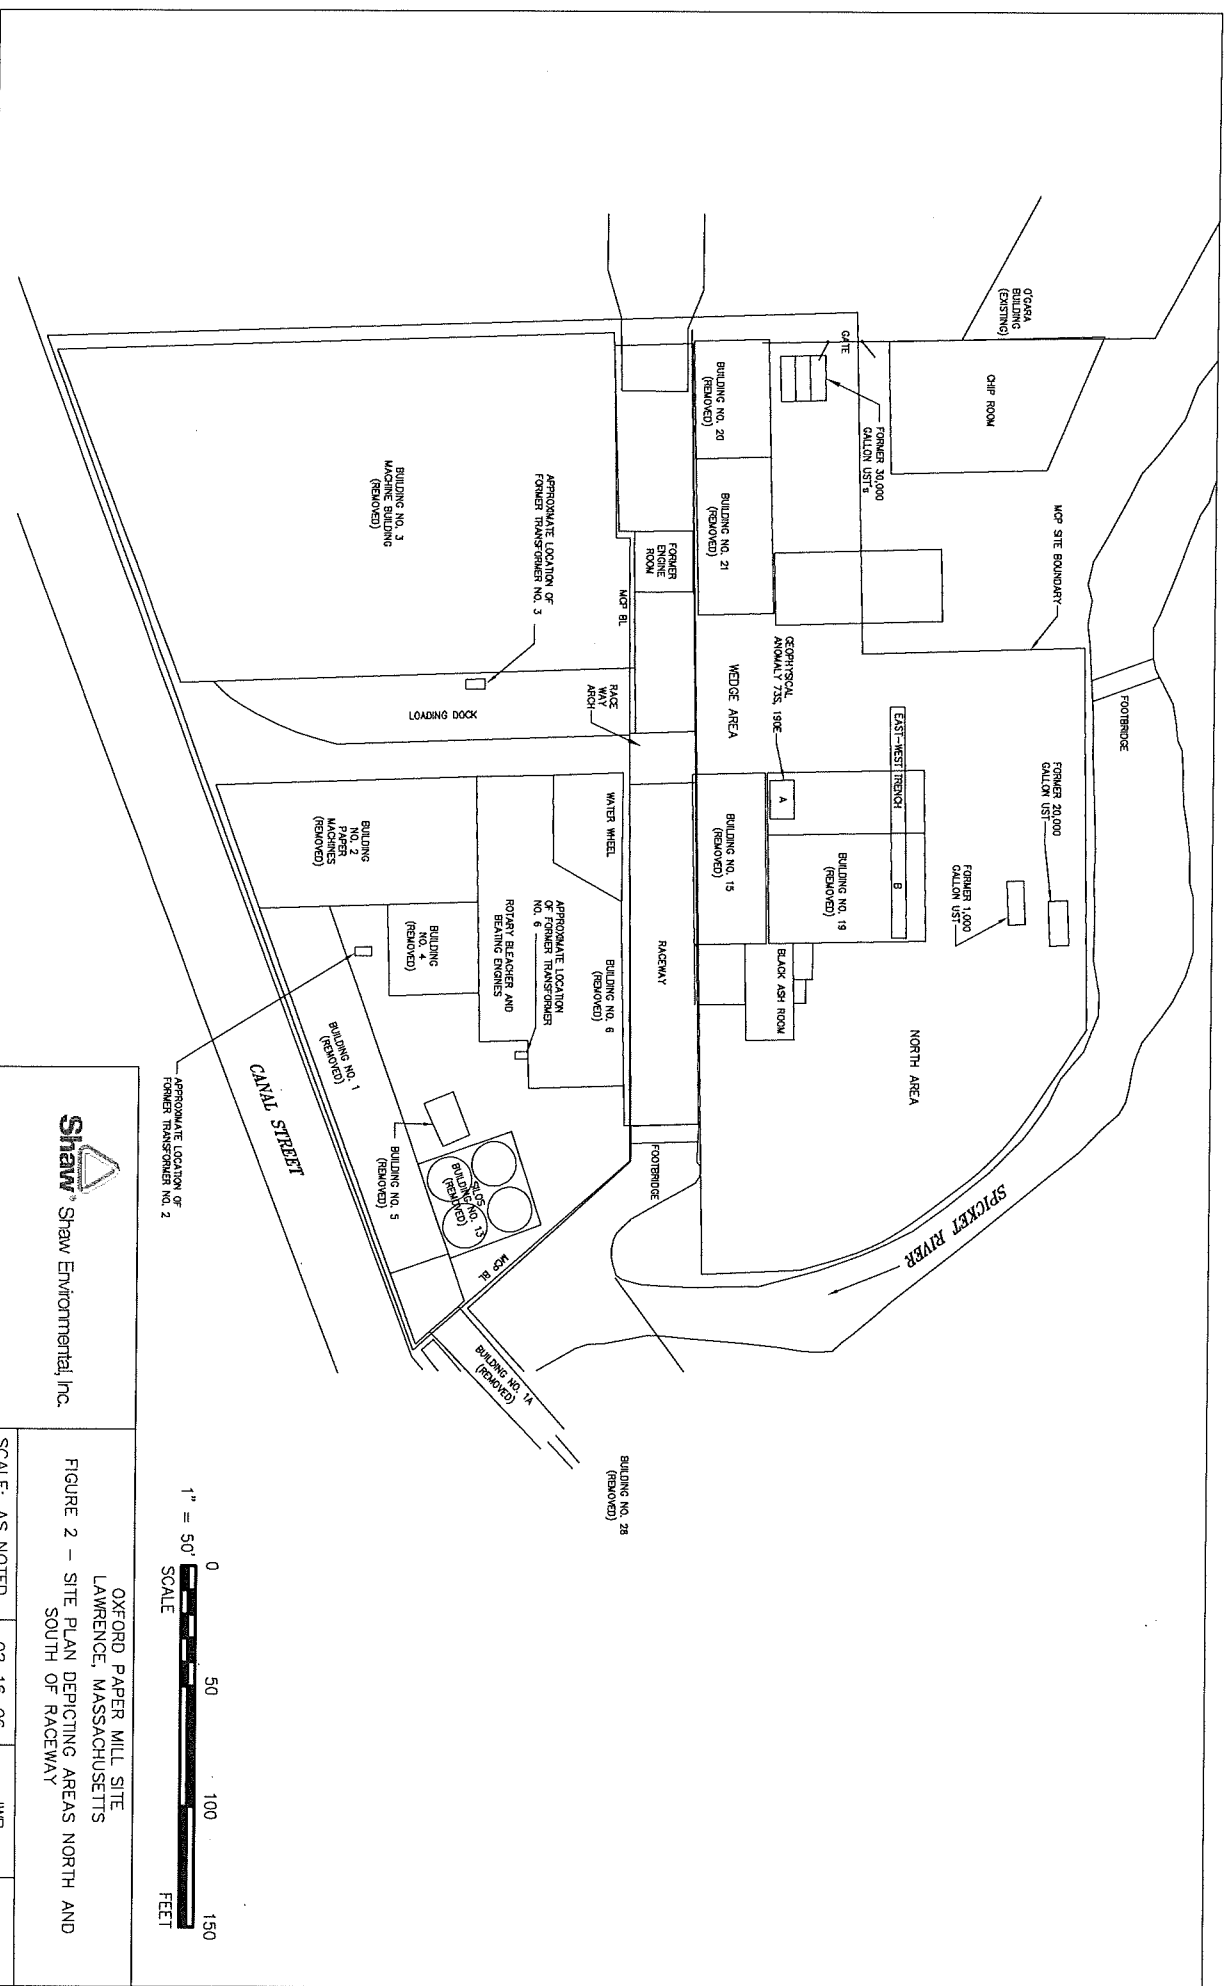 O'GARA
BUILDING
(EXISTING)
CHIP ROOM
GATE
FORMER 30,000
GALLON UST's
MCP SITE BOUNDARY
FOOTBRIDGE
BUILDING NO. 20
(REMOVED)
BUILDING NO. 21
(REMOVED)
FORMER
ENGINE
ROOM
WEDGE AREA
GEOPHYSICAL
ANOMALY 73S, 190E
EAST-WEST TRENCH
A
B
FORMER 20,000
GALLON UST
FORMER 1,000
GALLON UST
BUILDING NO. 15
(REMOVED)
BUILDING NO. 19
(REMOVED)
BLACK ASH ROOM
NORTH AREA
SPICKET RIVER
RACEWAY
FOOTBRIDGE
MCP BL
RACE
WAY
ARCH
BUILDING NO. 3
MACHINE BUILDING
(REMOVED)
APPROXIMATE LOCATION OF
FORMER TRANSFORMER NO. 3
LOADING DOCK
WATER WHEEL
BUILDING NO. 6
(REMOVED)
APPROXIMATE LOCATION
OF FORMER TRANSFORMER
NO. 6
ROTARY BLEACHER AND
BEATING ENGINES
BUILDING
NO. 2
PAPER
MACHINES
(REMOVED)
BUILDING
NO. 4
(REMOVED)
BUILDING NO. 1
(REMOVED)
BUILDING NO. 5
(REMOVED)
SILO'S
BUILDING NO. 13
(REMOVED)
MCP BL
BUILDING NO. 1A
(REMOVED)
BUILDING NO. 28
(REMOVED)
CANAL STREET
APPROXIMATE LOCATION OF
FORMER TRANSFORMER NO. 2
0 50 100 150
1" = 50'
SCALE FEET
Shaw® Shaw Environmental, Inc.
OXFORD PAPER MILL SITE
LAWRENCE, MASSACHUSETTS
FIGURE 2 – SITE PLAN DEPICTING AREAS NORTH AND
SOUTH OF RACEWAY
SCALE: AS NOTED